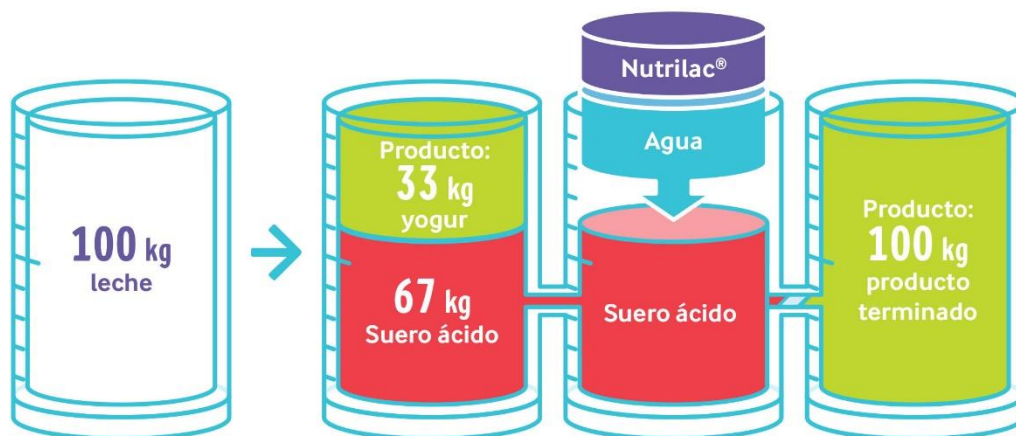 100 kg
leche
Producto:
33 kg
yogur
67 kg
Suero ácido
Nutrilac®
Agua
Suero ácido
Producto:
100 kg
producto
terminado